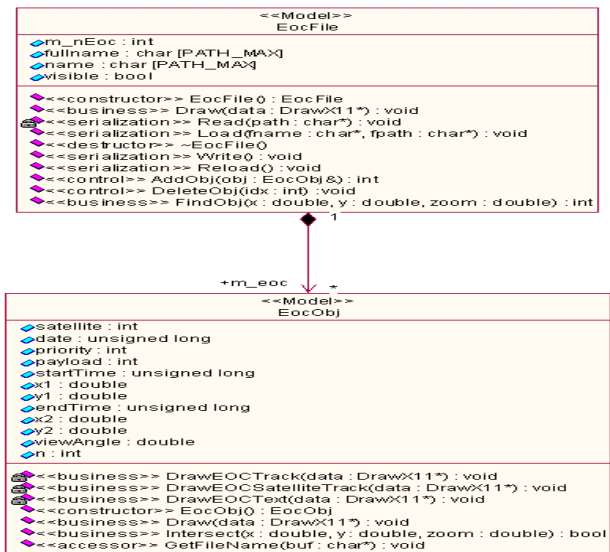 <<Model>>
EocFile
m_nEoc : int
fullname : char [PATH_MAX]
name : char [PATH_MAX]
visible : bool
<<constructor>> EocFile() : EocFile
<<business>> Draw(data : DrawX11*) : void
<<serialization>> Read(path : char*) : void
<<serialization>> Load(fname : char*, fpath : char*) : void
<<destructor>> ~EocFile()
<<serialization>> Write() : void
<<serialization>> Reload() : void
<<control>> AddObj(obj : EocObj&) : int
<<control>> DeleteObj(idx : int) :void
<<business>> FindObj(x : double, y : double, zoom : double) : int
1
+m_eoc *
<<Model>>
EocObj
satellite : int
date : unsigned long
priority : int
payload : int
startTime : unsigned long
x1 : double
y1 : double
endTime : unsigned long
x2 : double
y2 : double
viewAngle : double
n : int
<<business>> DrawEOCTrack(data : DrawX11*) : void
<<business>> DrawEOCSatelliteTrack(data : DrawX11*) : void
<<business>> DrawEOCText(data : DrawX11*) : void
<<constructor>> EocObj() : EocObj
<<business>> Draw(data : DrawX11*) : void
<<business>> Intersect(x : double, y : double, zoom : double) : bool
<<accessor>> GetFileName(buf : char*) : void